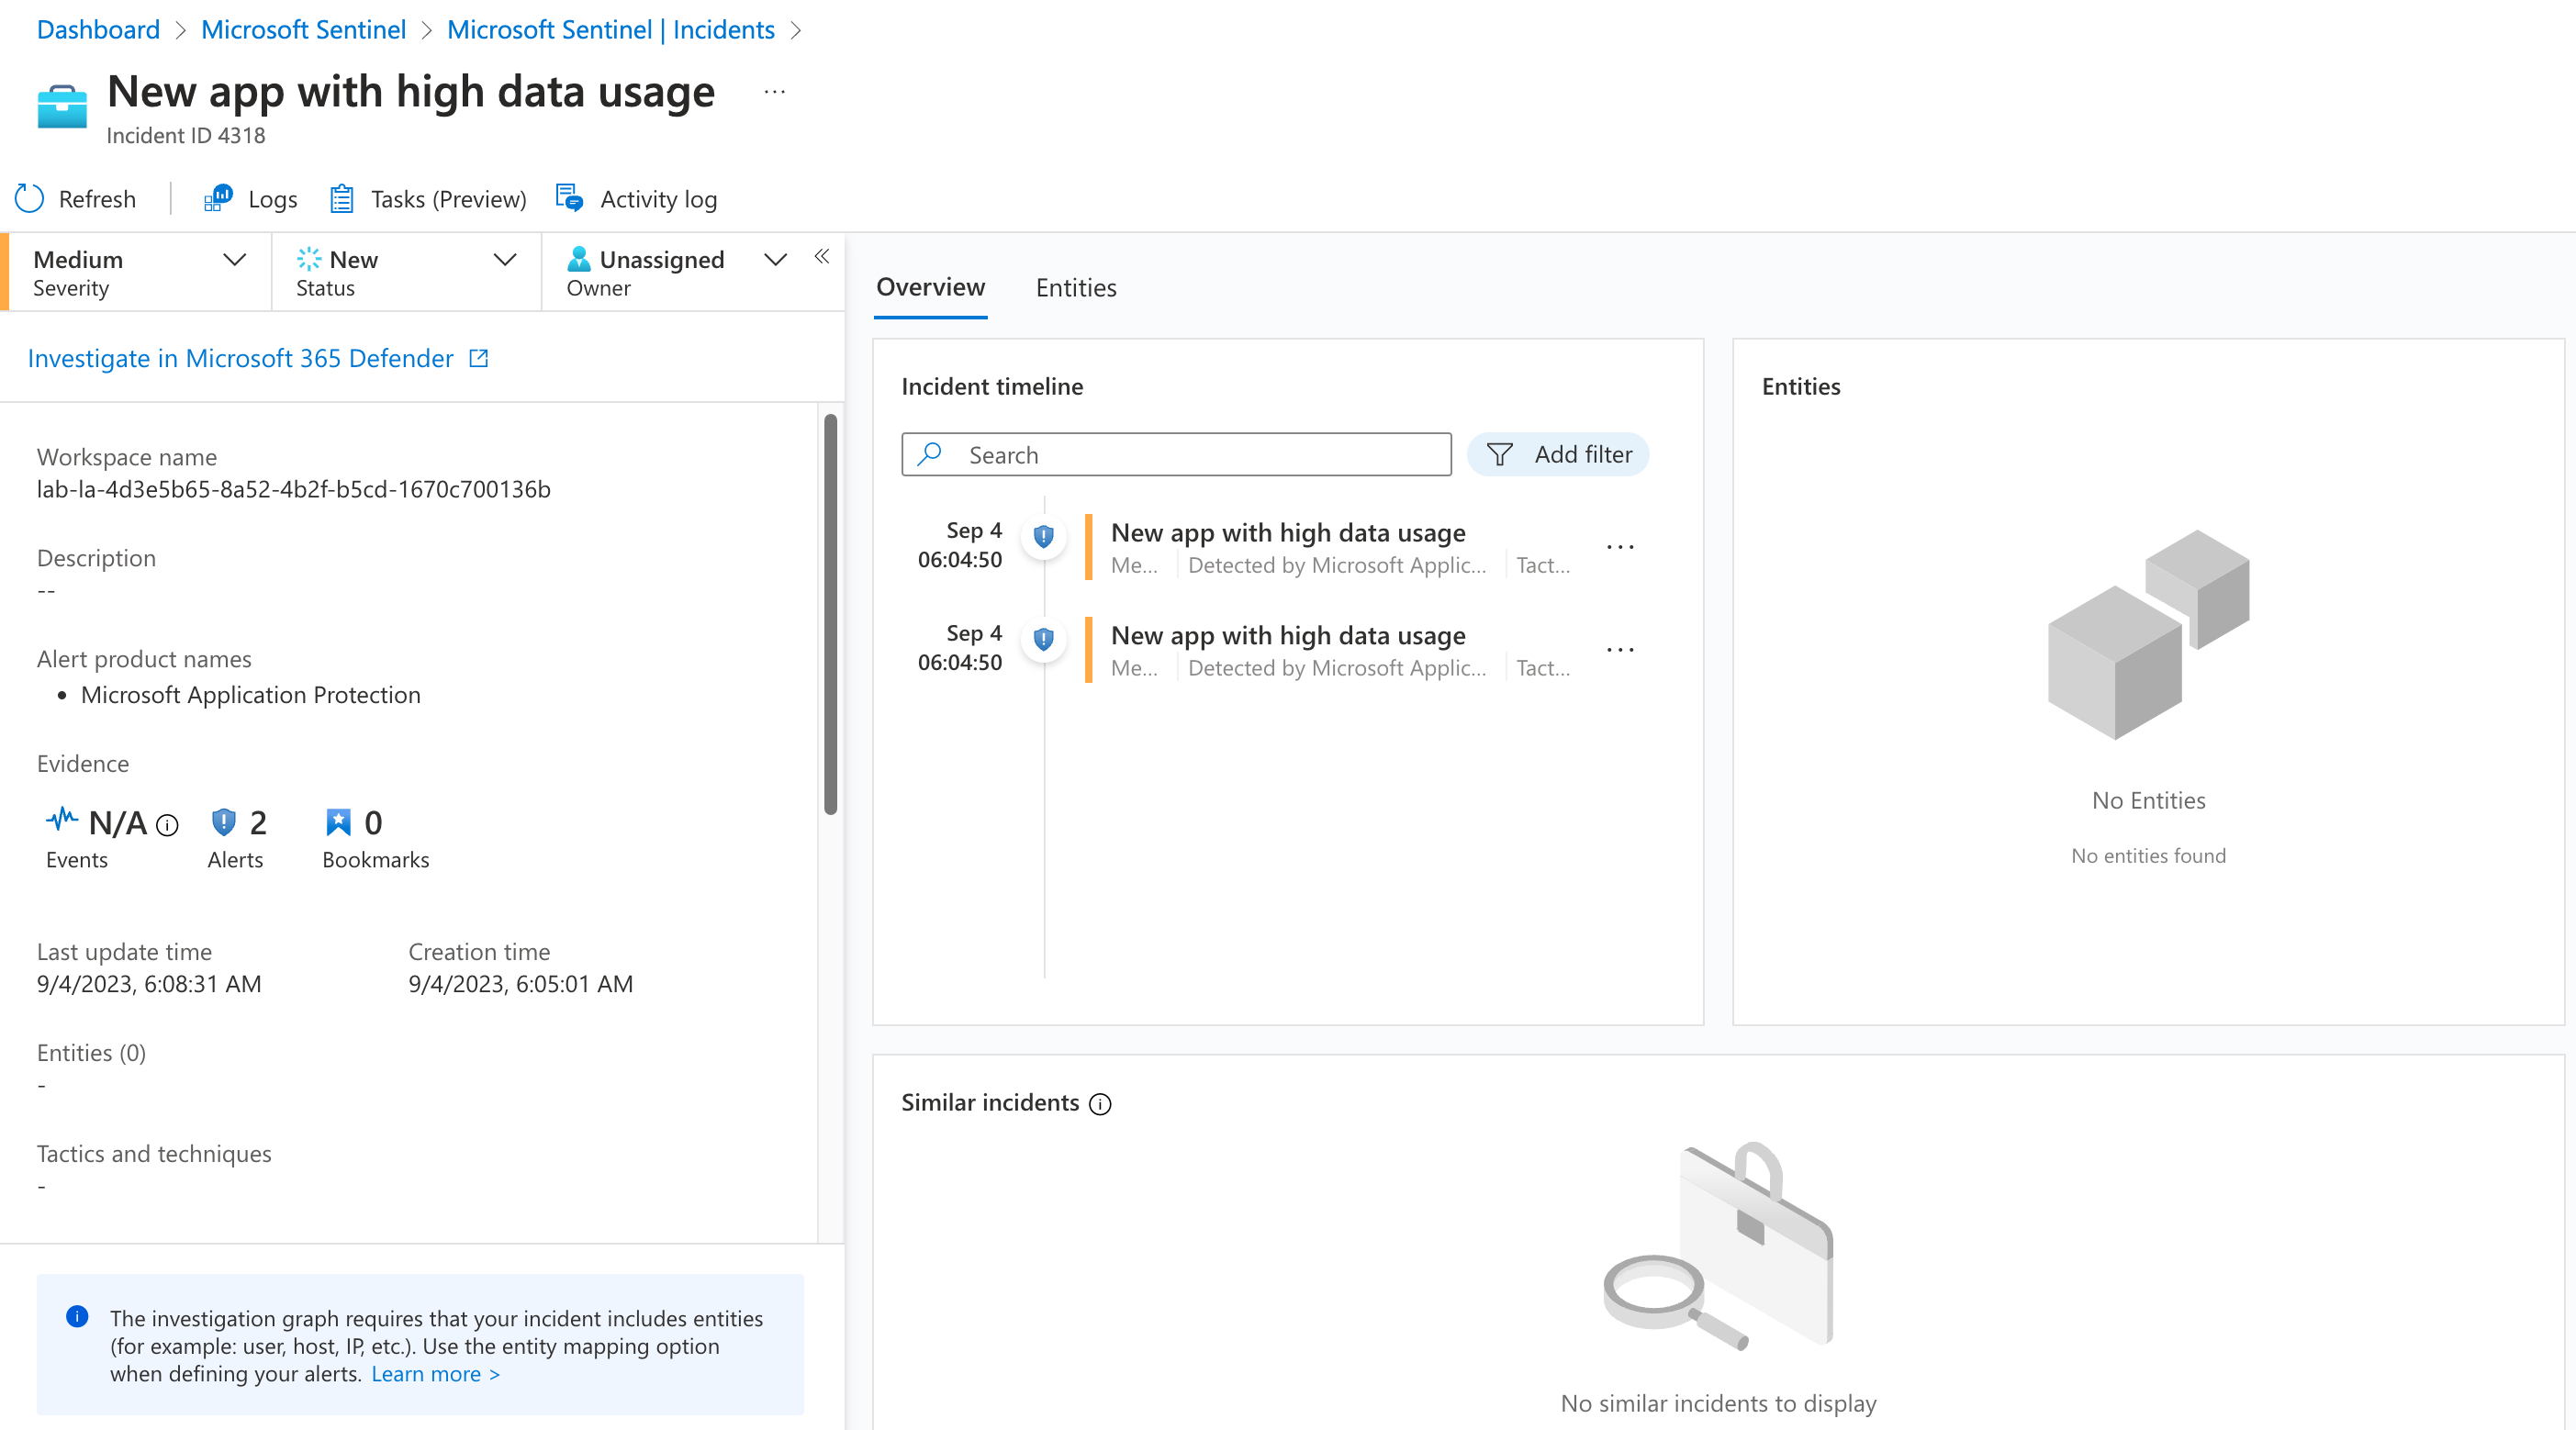 Dashboard > Microsoft Sentinel > Microsoft Sentinel | Incidents >
New app with high data usage ...
Incident ID 4318
Refresh | Logs Tasks (Preview) Activity log
Medium
Severity
New
Status
Unassigned
Owner
«
Investigate in Microsoft 365 Defender
Workspace name
lab-la-4d3e5b65-8a52-4b2f-b5cd-1670c700136b
Description
--
Alert product names
• Microsoft Application Protection
Evidence
N/A
Events
2
Alerts
0
Bookmarks
Last update time
9/4/2023, 6:08:31 AM
Creation time
9/4/2023, 6:05:01 AM
Entities (0)
-
Tactics and techniques
-
The investigation graph requires that your incident includes entities
(for example: user, host, IP, etc.). Use the entity mapping option
when defining your alerts. Learn more >
Overview Entities
Incident timeline
Search
Add filter
Sep 4
06:04:50
New app with high data usage
Me... Detected by Microsoft Applic... Tact...
...
Sep 4
06:04:50
New app with high data usage
Me... Detected by Microsoft Applic... Tact...
...
Entities
No Entities
No entities found
Similar incidents
No similar incidents to display